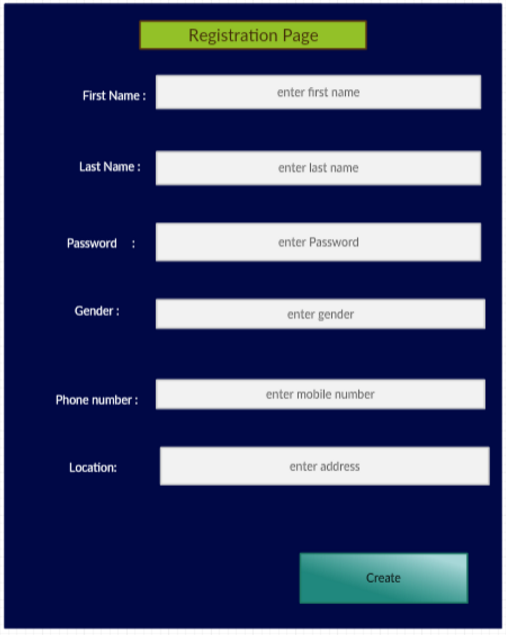 Registration Page
First Name : enter first name
Last Name : enter last name
Password : enter Password
Gender : enter gender
Phone number : enter mobile number
Location: enter address
Create